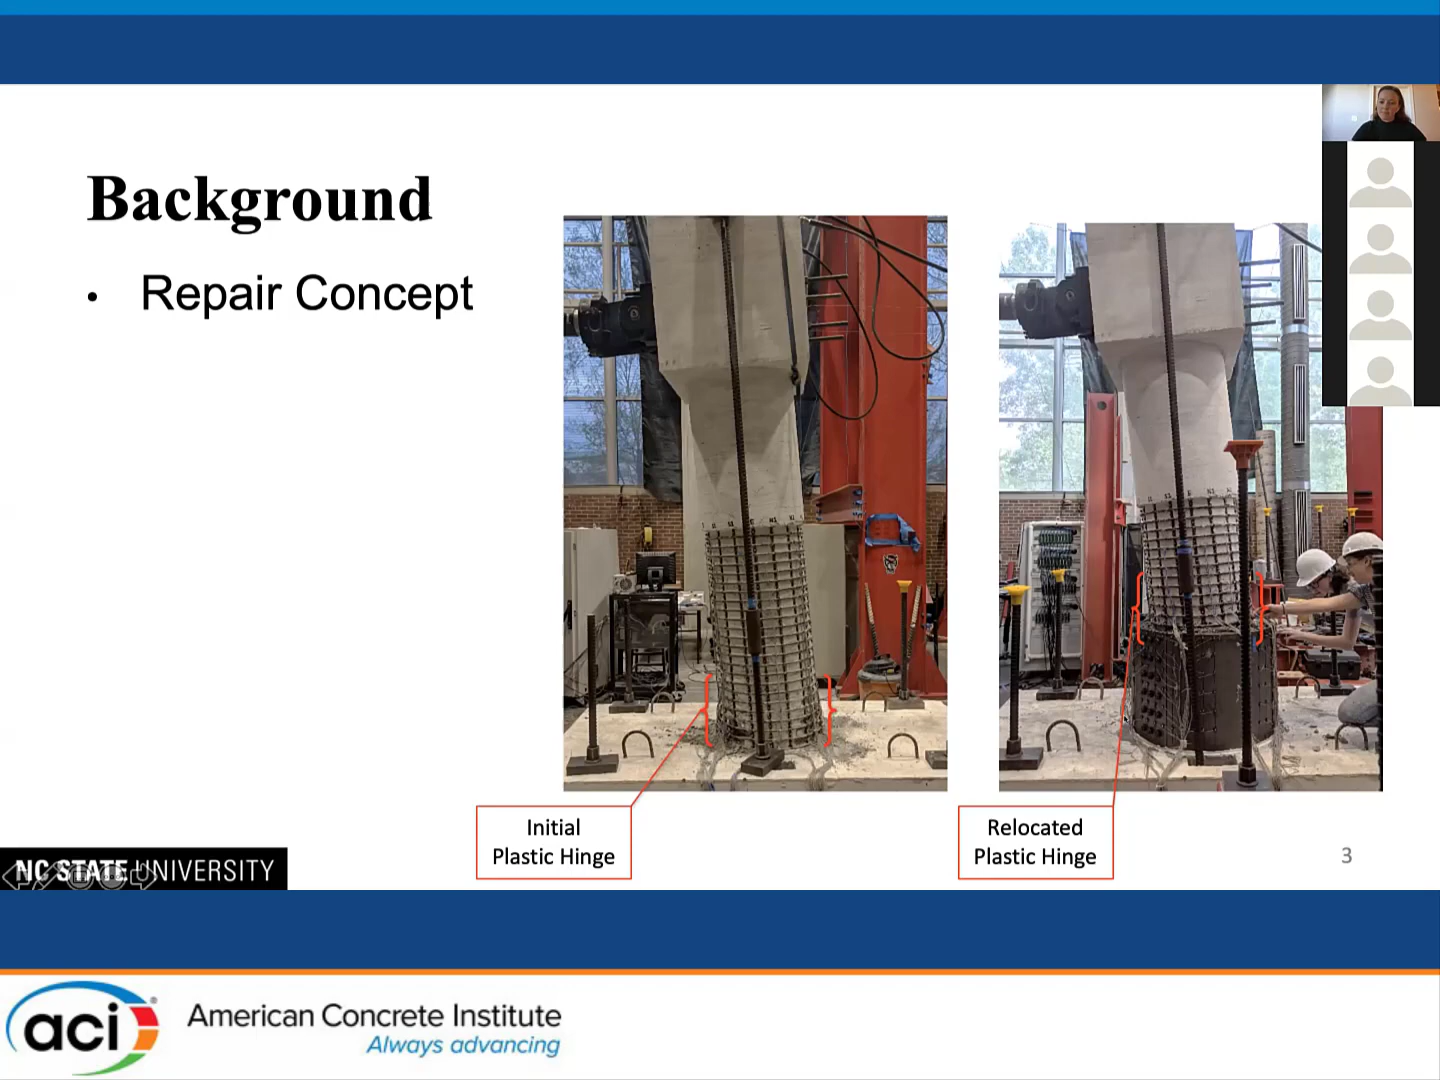 Background
• Repair Concept
Initial
Plastic Hinge
Relocated
Plastic Hinge
3
NC STATE UNIVERSITY
aci
American Concrete Institute
Always advancing